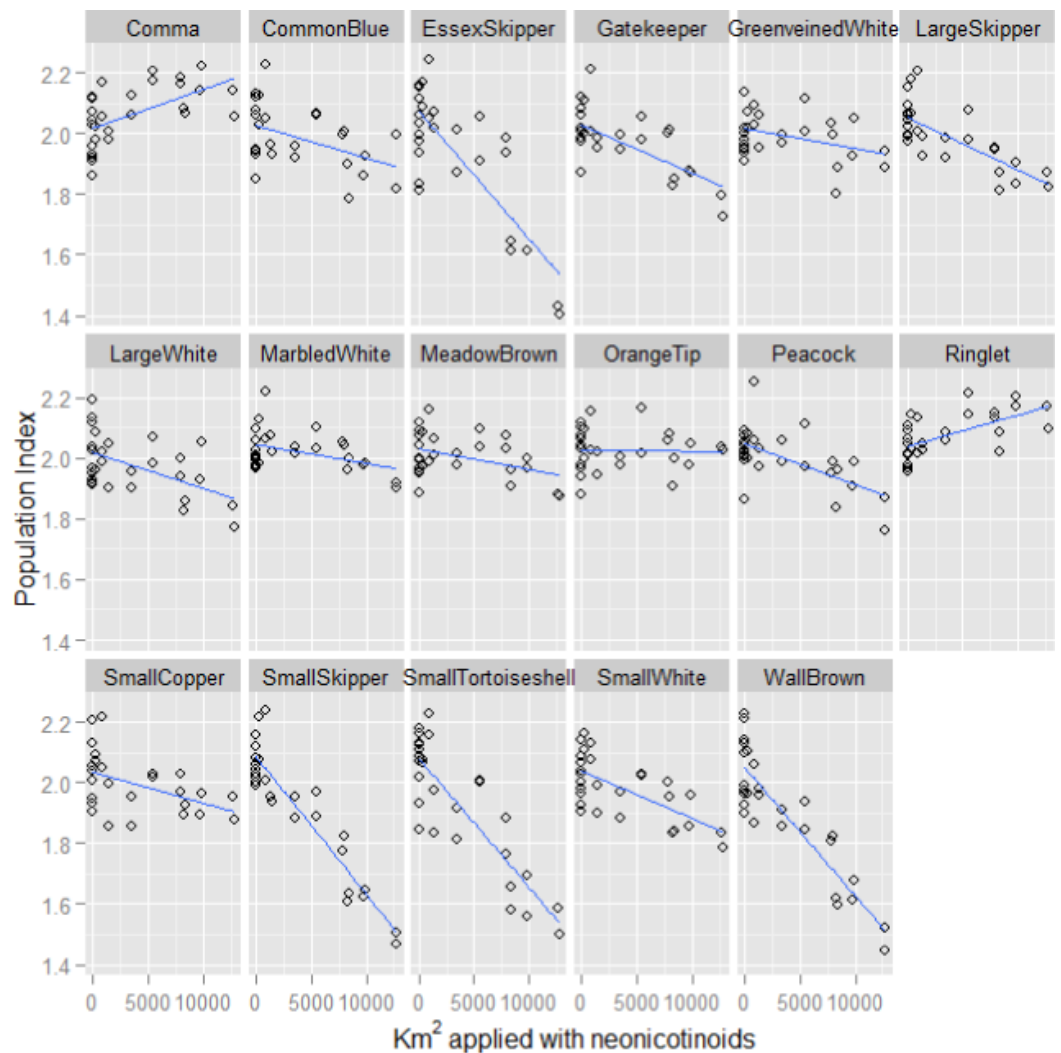 Comma CommonBlue EssexSkipper Gatekeeper GreenveinedWhite LargeSkipper
2.2
2.0
1.8
1.6
1.4
LargeWhite MarbledWhite MeadowBrown OrangeTip Peacock Ringlet
2.2
2.0
1.8
1.6
1.4
SmallCopper SmallSkipper SmallTortoiseshell SmallWhite WallBrown
2.2
2.0
1.8
1.6
1.4
Population Index
0 5000 10000 0 5000 10000 0 5000 10000 0 5000 10000 0 5000 10000
Km² applied with neonicotinoids